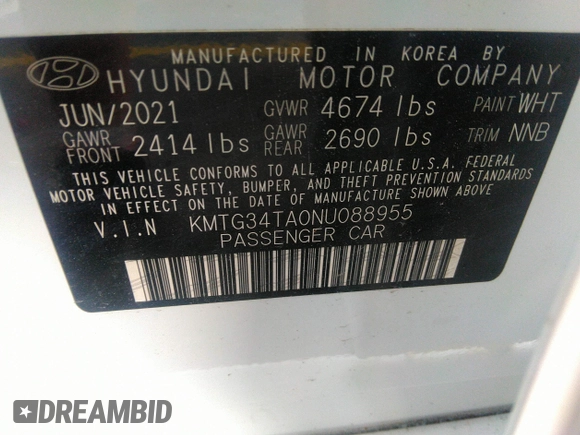 MANUFACTURED IN KOREA BY
HYUNDAI MOTOR COMPANY
JUN/2021 GVWR 4674 lbs PAINT WHT
GAWR FRONT 2414 lbs GAWR REAR 2690 lbs TRIM NNB
THIS VEHICLE CONFORMS TO ALL APPLICABLE U.S.A. FEDERAL
MOTOR VEHICLE SAFETY, BUMPER, AND THEFT PREVENTION STANDARDS
IN EFFECT ON THE DATE OF MANUFACTURE SHOWN ABOVE.
V.I.N KMTG34TA0NU088955
PASSENGER CAR
DREAMBID